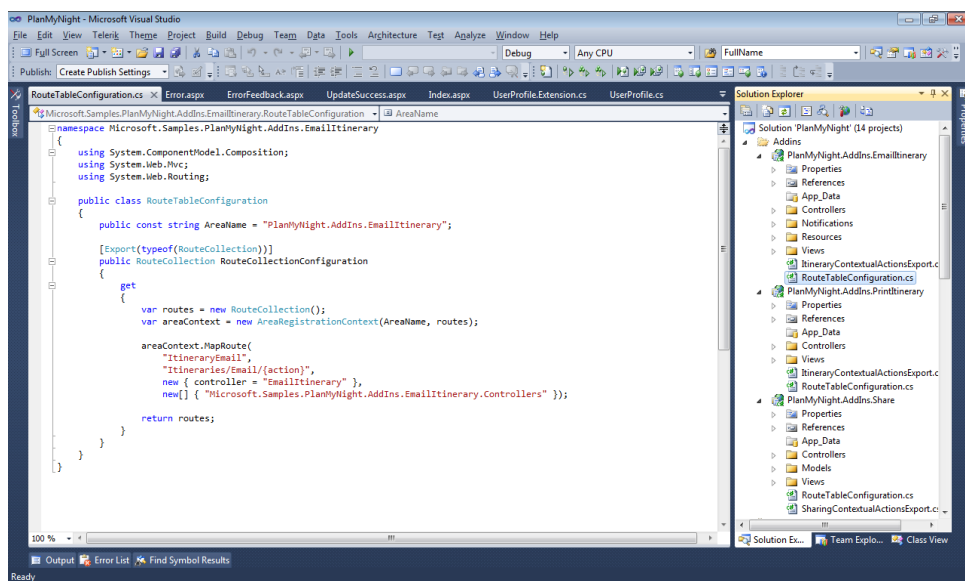 PlanMyNight - Microsoft Visual Studio
File Edit View Telerik Theme Project Build Debug Team Data Tools Architecture Test Analyze Window Help
Full Screen Debug Any CPU FullName
Publish: Create Publish Settings
RouteTableConfiguration.cs Error.aspx ErrorFeedback.aspx UpdateSuccess.aspx Index.aspx UserProfile.Extension.cs UserProfile.cs
Microsoft.Samples.PlanMyNight.AddIns.EmailItinerary.RouteTableConfiguration AreaName
namespace Microsoft.Samples.PlanMyNight.AddIns.EmailItinerary
{
using System.ComponentModel.Composition;
using System.Web.Mvc;
using System.Web.Routing;
public class RouteTableConfiguration
{
public const string AreaName = "PlanMyNight.AddIns.EmailItinerary";
[Export(typeof(RouteCollection))]
public RouteCollection RouteCollectionConfiguration
{
get
{
var routes = new RouteCollection();
var areaContext = new AreaRegistrationContext(AreaName, routes);
areaContext.MapRoute(
"ItineraryEmail",
"Itineraries/Email/{action}",
new { controller = "EmailItinerary" },
new[] { "Microsoft.Samples.PlanMyNight.AddIns.EmailItinerary.Controllers" });
return routes;
}
}
}
}
100 %
Toolbox
Solution Explorer
Solution 'PlanMyNight' (14 projects)
Addins
PlanMyNight.AddIns.EmailItinerary
Properties
References
App_Data
Controllers
Notifications
Resources
Views
ItineraryContextualActionsExport.c
RouteTableConfiguration.cs
PlanMyNight.AddIns.PrintItinerary
Properties
References
App_Data
Controllers
Views
ItineraryContextualActionsExport.c
RouteTableConfiguration.cs
PlanMyNight.AddIns.Share
Properties
References
App_Data
Controllers
Models
Views
RouteTableConfiguration.cs
SharingContextualActionsExport.cs
Solution Ex... Team Explo... Class View
Properties
Output Error List Find Symbol Results
Ready